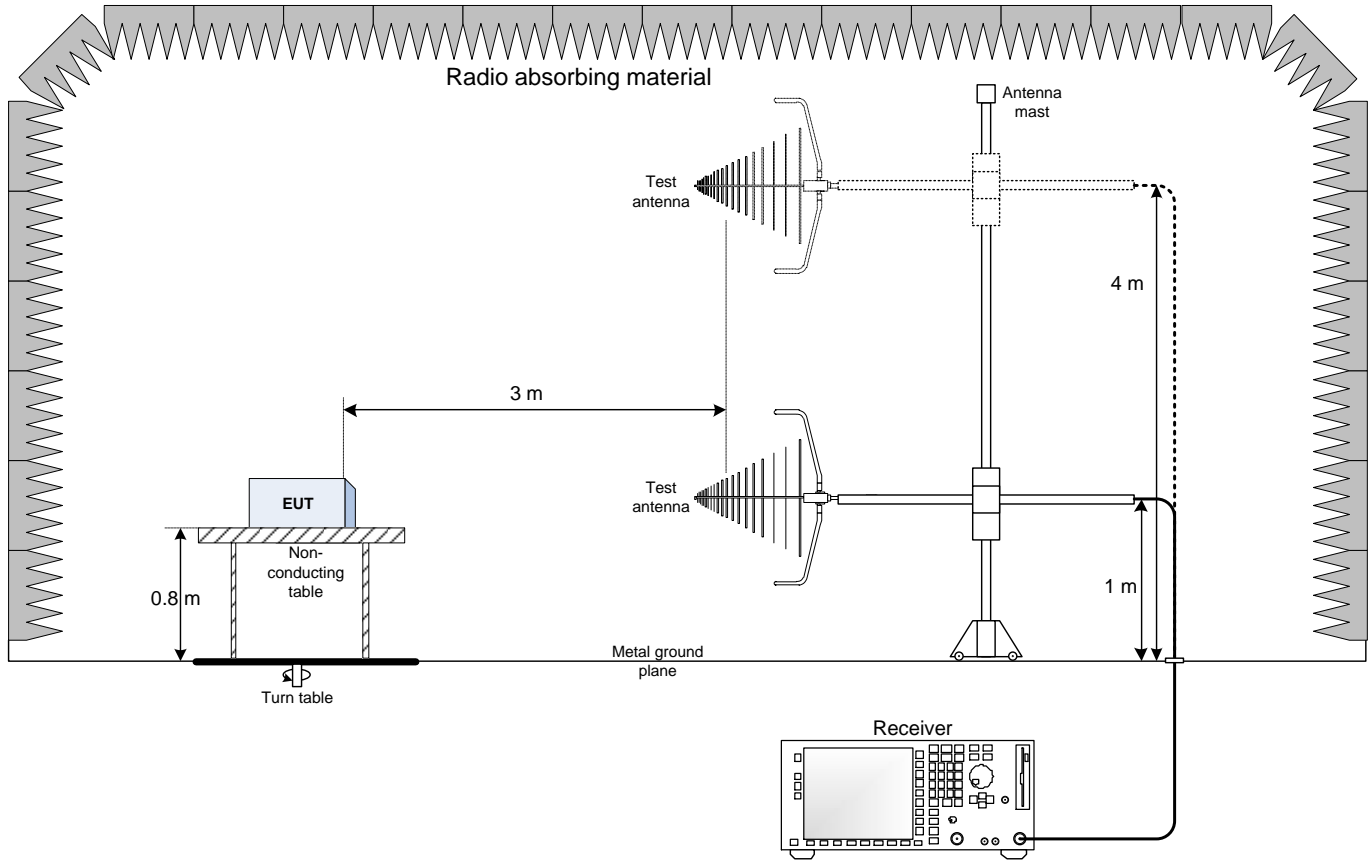 Radio absorbing material
Antenna
mast
Test
antenna
4 m
3 m
Test
antenna
EUT
Non-
conducting
table
0.8 m
1 m
Metal ground
plane
Turn table
Receiver